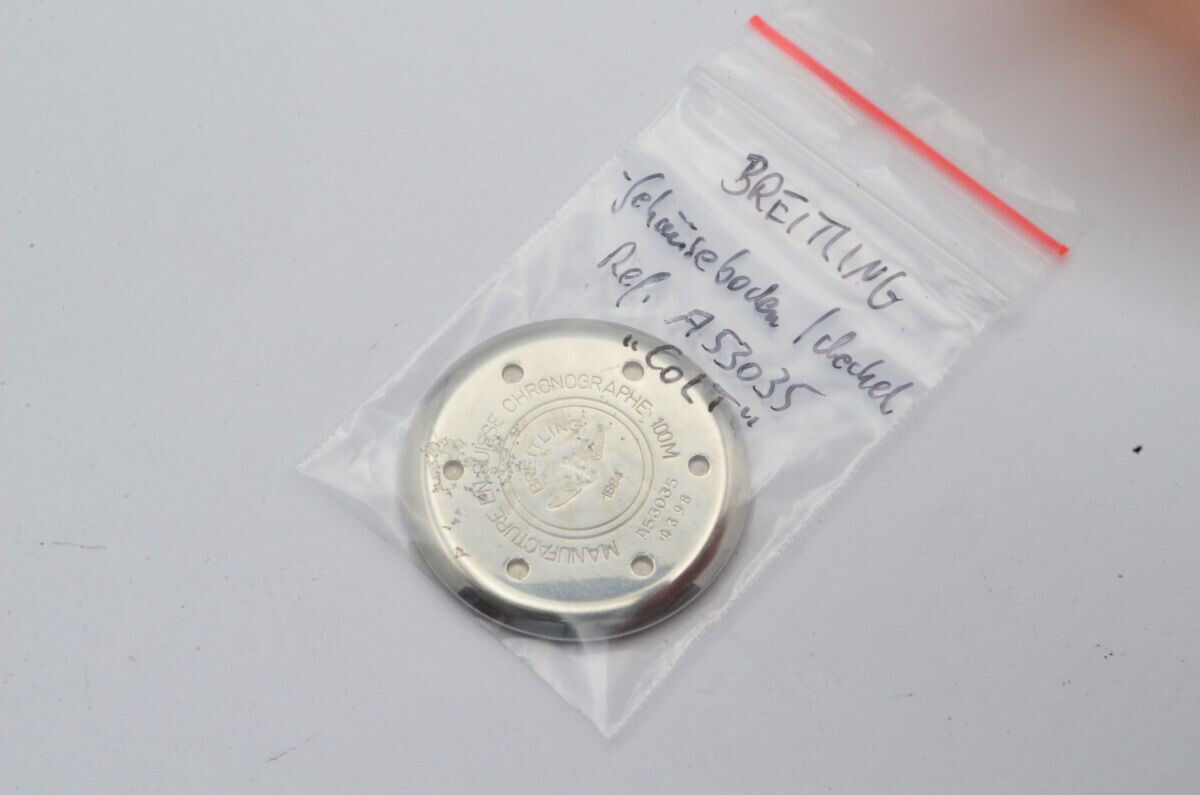 BREITLING
-Gehäuseboden / deckel
Ref. A53035
"COLT"
MANUFACTURE EN SUISSE CHRONOGRAPHE 100M
A53035
4398
BREITLING
1884